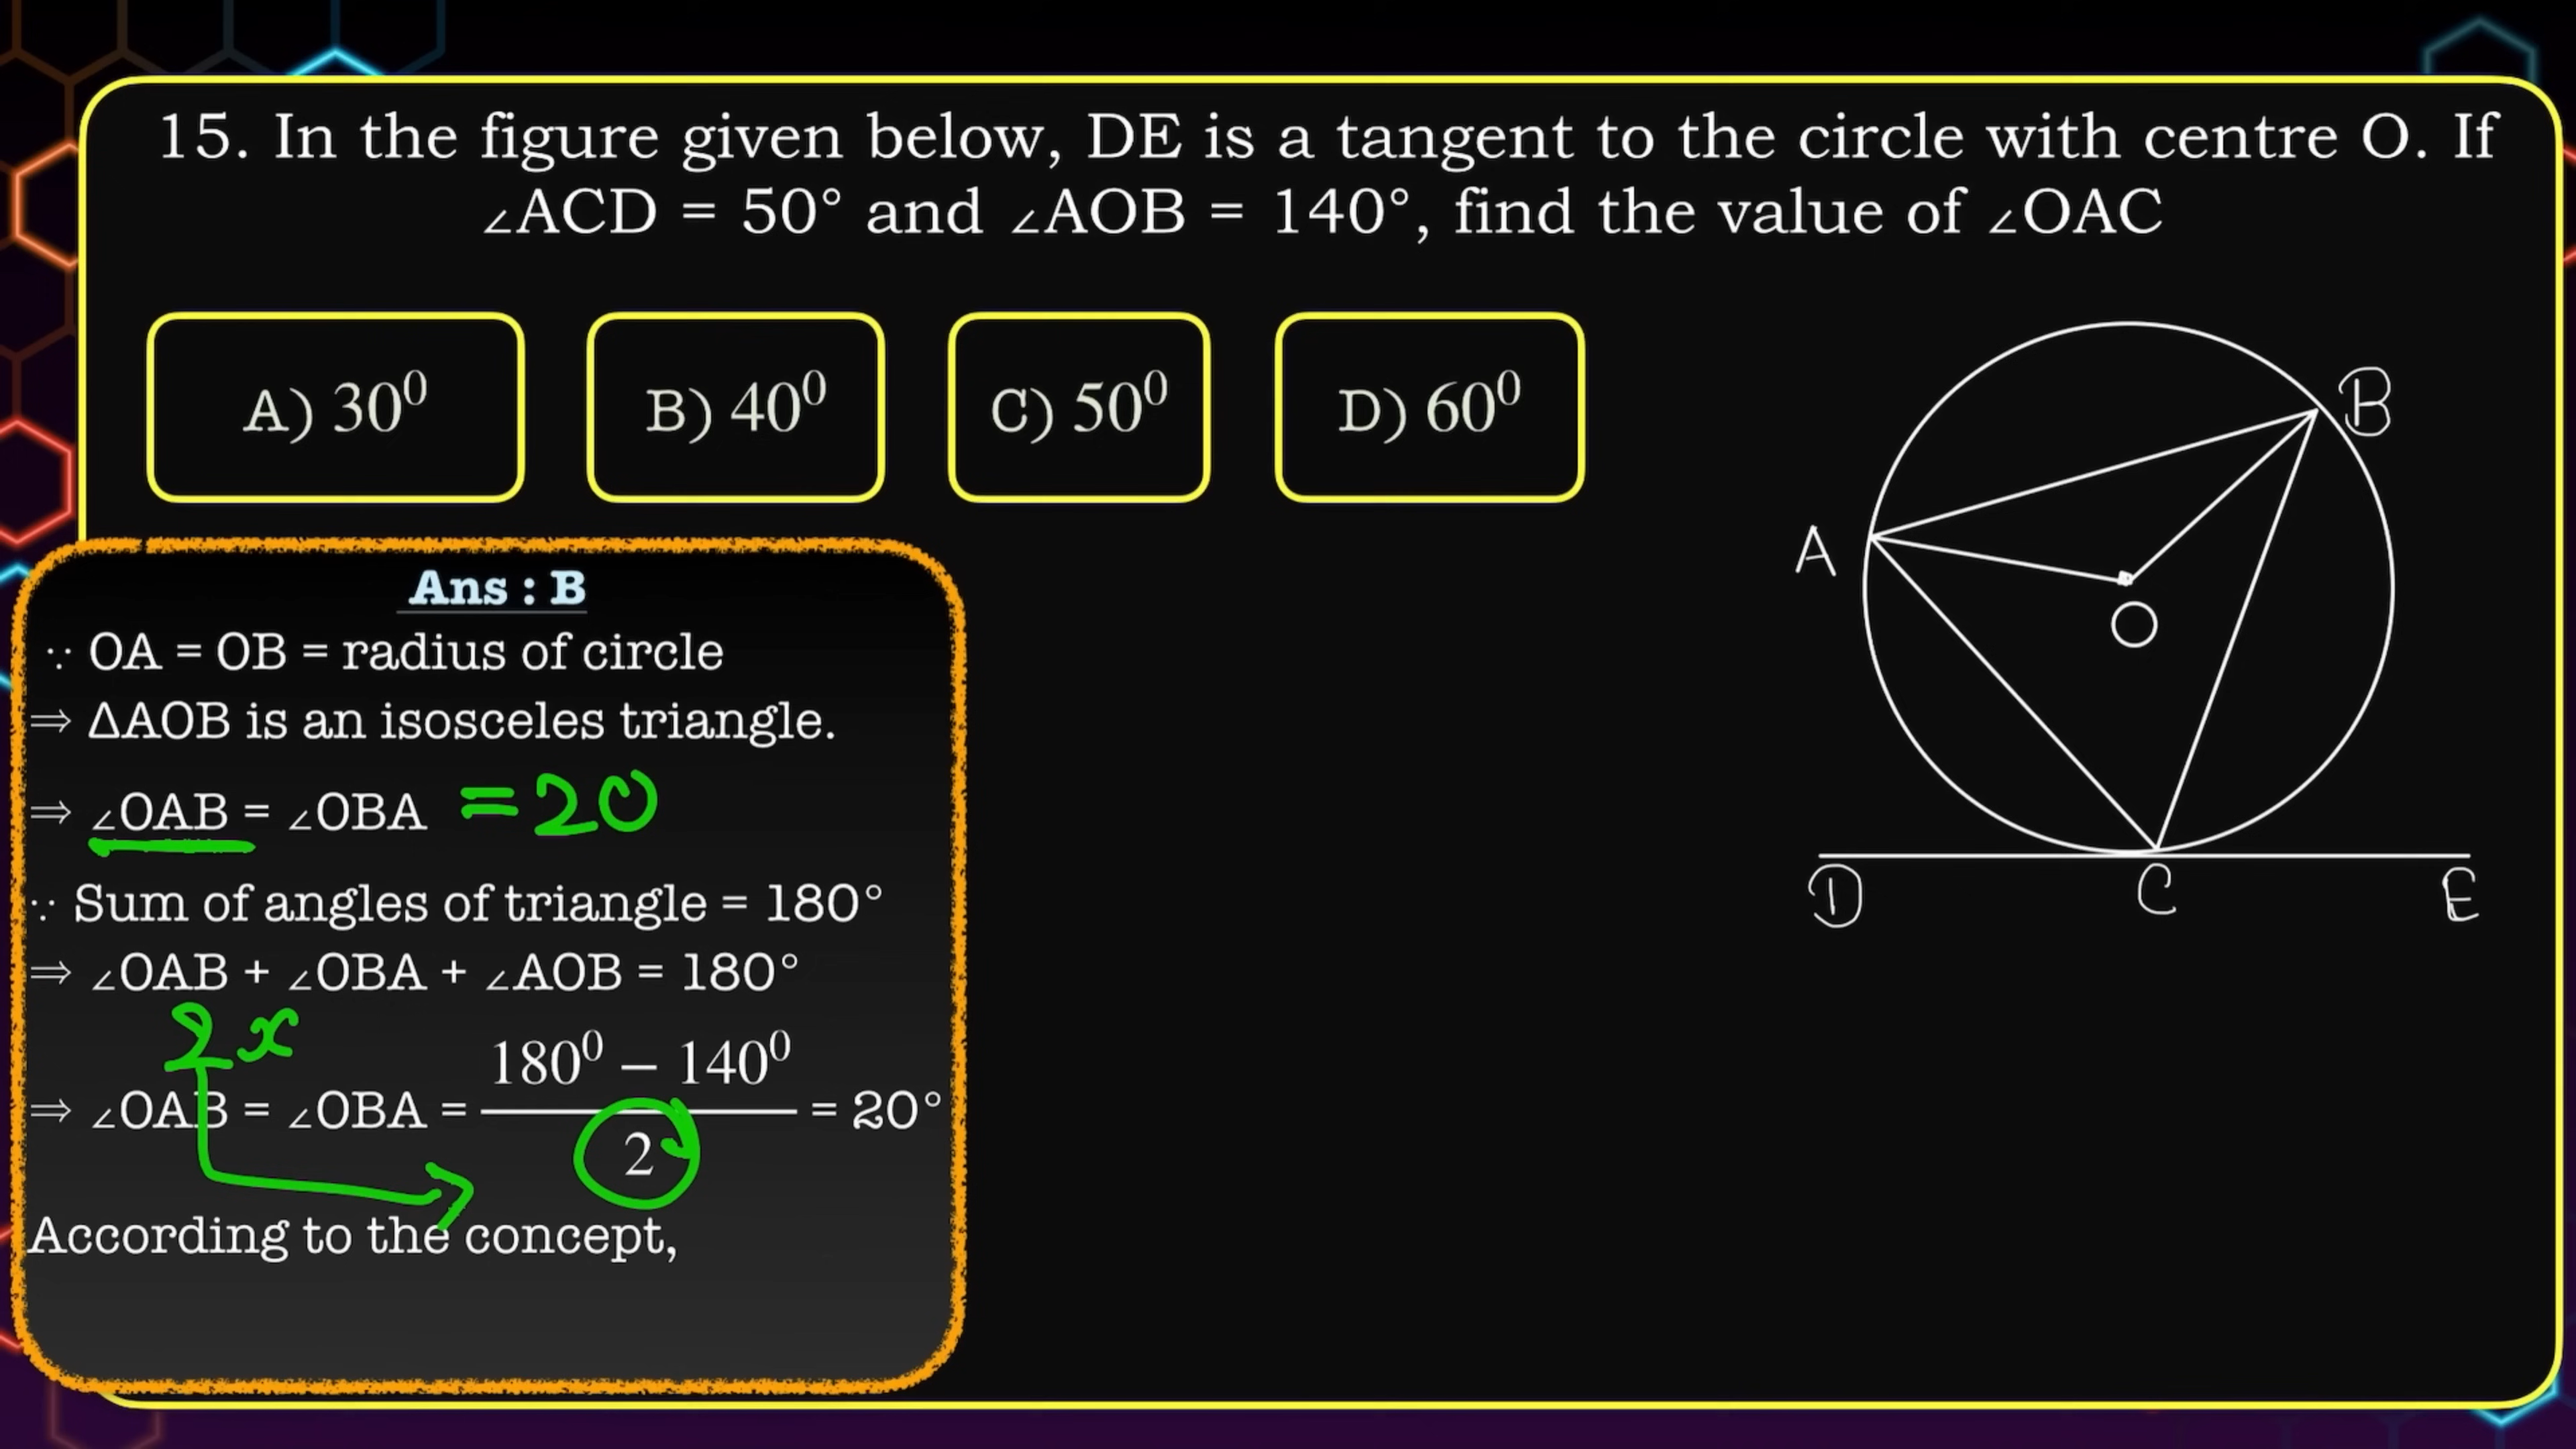 15. In the figure given below, DE is a tangent to the circle with centre O. If
∠ACD = 50° and ∠AOB = 140°, find the value of ∠OAC
A) 30⁰
B) 40⁰
C) 50⁰
D) 60⁰
B
A
O
D
C
E
Ans : B
∵ OA = OB = radius of circle
⇒ ΔAOB is an isosceles triangle.
⇒ ∠OAB = ∠OBA = 20
∵ Sum of angles of triangle = 180°
⇒ ∠OAB + ∠OBA + ∠AOB = 180°
2x
180⁰ – 140⁰
⇒ ∠OAB = ∠OBA = = 20°
2
According to the concept,